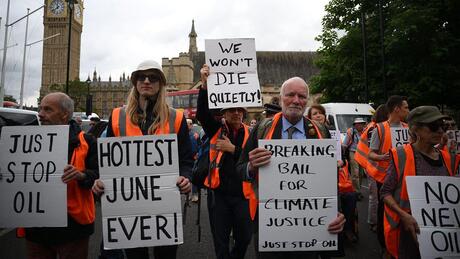 WE
WON'T
DIE
QUIETLY!
JUST
STOP
OIL
HOTTEST
JUNE
EVER!
BREAKING
BAIL
FOR
CLIMATE
JUSTICE
JUST STOP OIL
NO
NEW
OIL